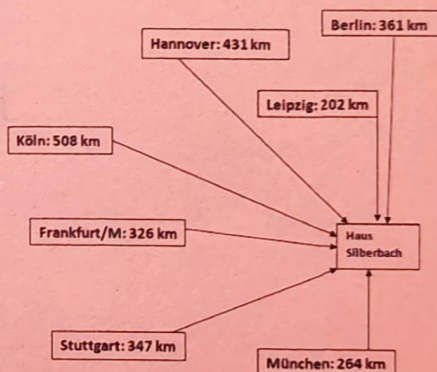 Berlin: 361 km
Hannover: 431 km
Leipzig: 202 km
Köln: 508 km
Frankfurt/M: 326 km
Haus
Silberbach
Stuttgart: 347 km
München: 264 km